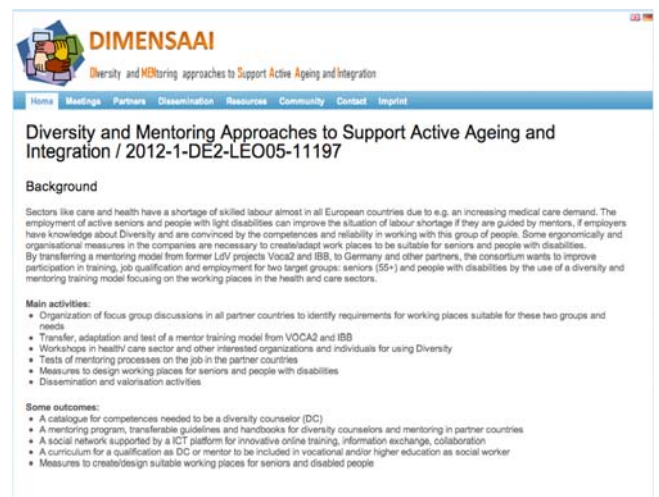 DIMENSAAI
Diversity and MENtoring approaches to Support Active Ageing and Integration
Home Meetings Partners Dissemination Resources Community Contact Imprint
Diversity and Mentoring Approaches to Support Active Ageing and
Integration / 2012-1-DE2-LEO05-11197
Background
Sectors like care and health have a shortage of skilled labour almost in all European countries due to e.g. an increasing medical care demand. The
employment of active seniors and people with light disabilities can improve the situation of labour shortage if they are guided by mentors, if employers
have knowledge about Diversity and are convinced by the competences and reliability in working with this group of people. Some ergonomically and
organisational measures in the companies are necessary to create/adapt work places to be suitable for seniors and people with disabilities.
By transferring a mentoring model from former LdV projects Voca2 and IBB, to Germany and other partners, the consortium wants to improve
participation in training, job qualification and employment for two target groups: seniors (55+) and people with disabilities by the use of a diversity and
mentoring training model focusing on the working places in the health and care sectors.
Main activities:
• Organization of focus group discussions in all partner countries to identify requirements for working places suitable for these two groups and
needs
• Transfer, adaptation and test of a mentor training model from VOCA2 and IBB
• Workshops in health/ care sector and other interested organizations and individuals for using Diversity
• Tests of mentoring processes on the job in the partner countries
• Measures to design working places for seniors and people with disabilities
• Dissemination and valorisation activities
Some outcomes:
• A catalogue for competences needed to be a diversity counselor (DC)
• A mentoring program, transferable guidelines and handbooks for diversity counselors and mentoring in partner countries
• A social network supported by a ICT platform for innovative online training, information exchange, collaboration
• A curriculum for a qualification as DC or mentor to be included in vocational and/or higher education as social worker
• Measures to create/design suitable working places for seniors and disabled people